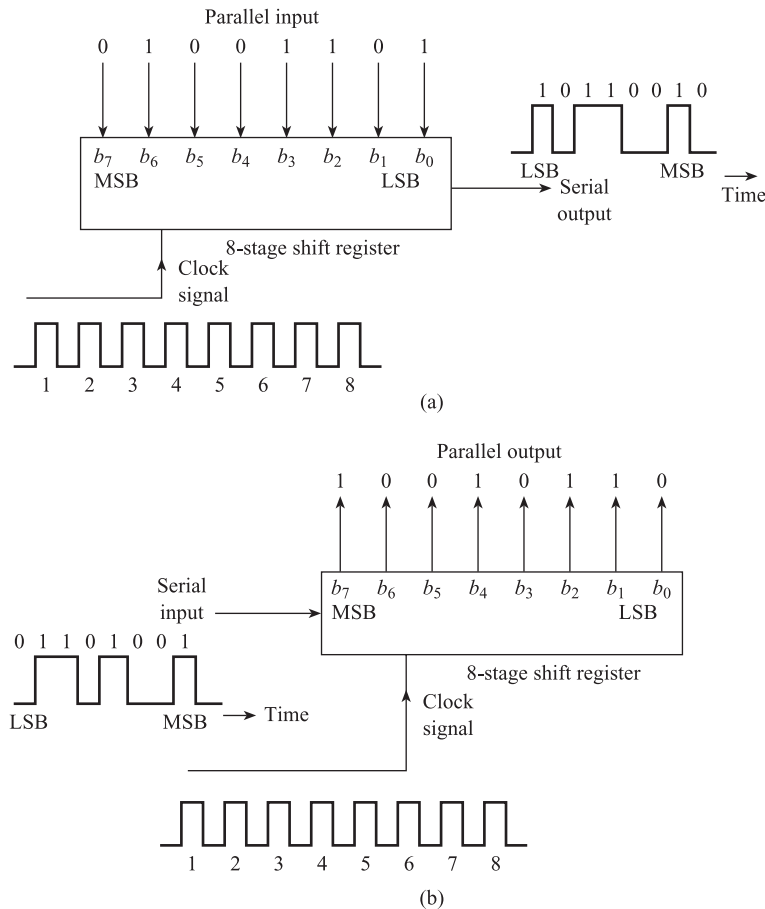 Parallel input
0 1 0 0 1 1 0 1
1 0 1 1 0 0 1 0
b7 b6 b5 b4 b3 b2 b1 b0
MSB LSB
LSB MSB
Serial output
Time
8-stage shift register
Clock signal
1 2 3 4 5 6 7 8
(a)
Parallel output
1 0 0 1 0 1 1 0
Serial input
b7 b6 b5 b4 b3 b2 b1 b0
MSB LSB
0 1 1 0 1 0 0 1
8-stage shift register
LSB MSB
Time
Clock signal
1 2 3 4 5 6 7 8
(b)